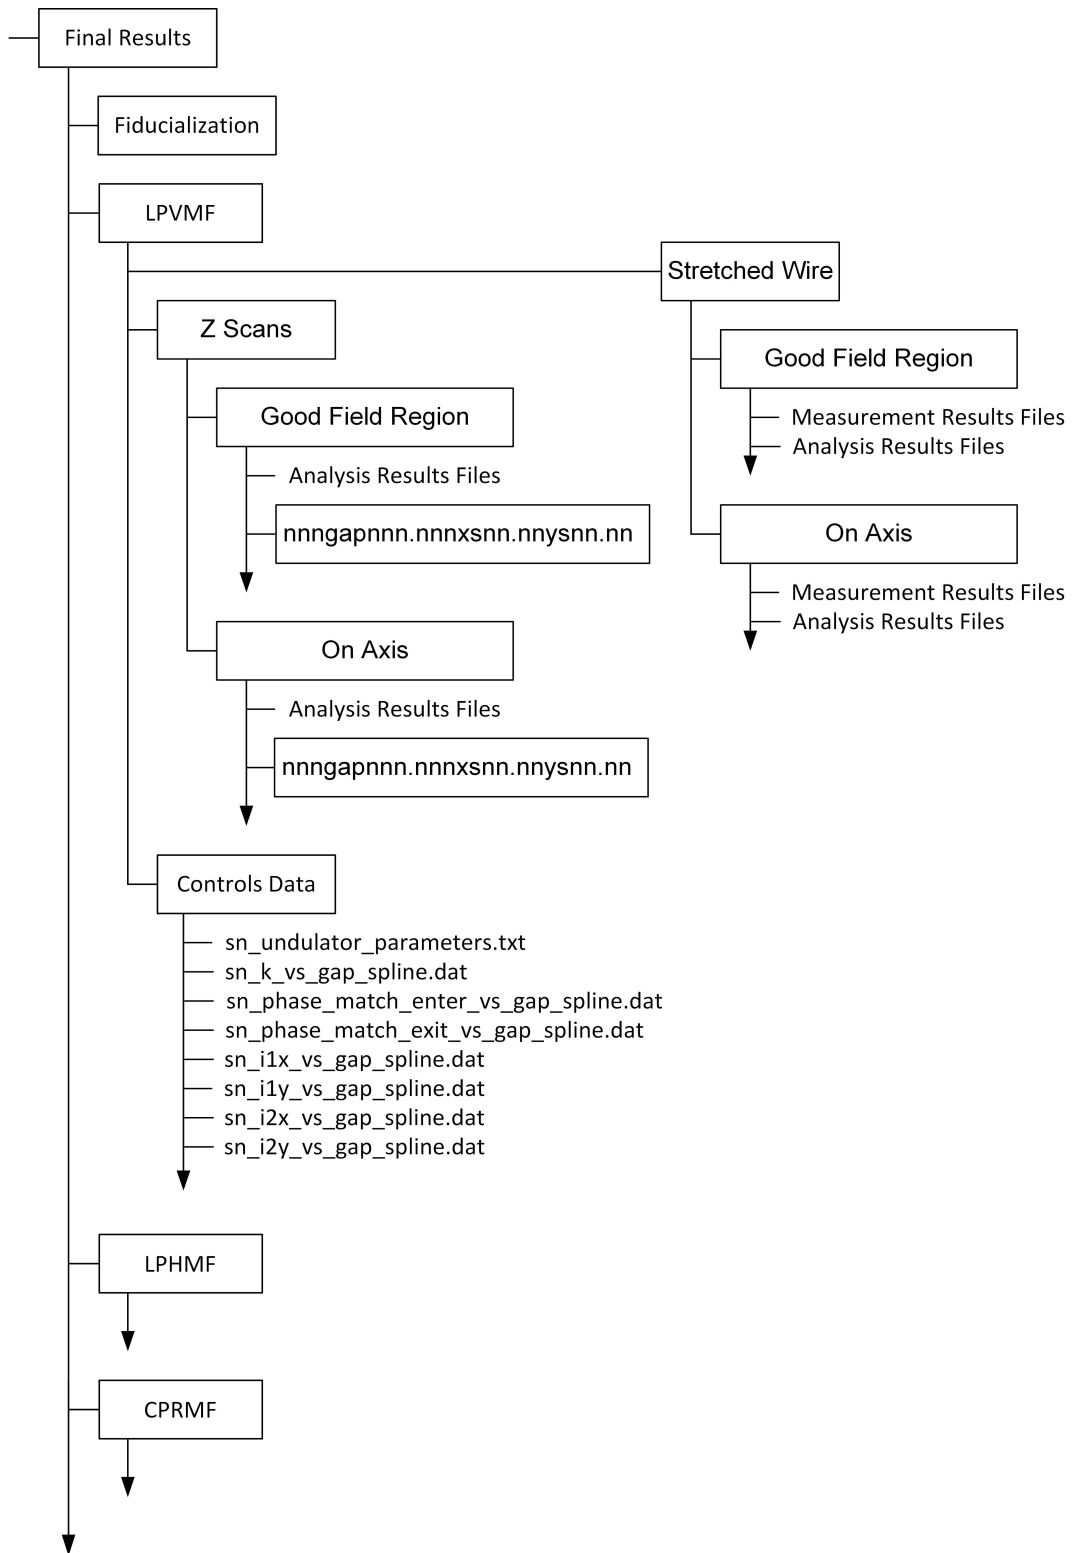 Final Results
Fiducialization
LPVMF
Stretched Wire
Good Field Region
Measurement Results Files
Analysis Results Files
On Axis
Measurement Results Files
Analysis Results Files
Z Scans
Good Field Region
Analysis Results Files
nnngapnnn.nnnxsnn.nnysnn.nn
On Axis
Analysis Results Files
nnngapnnn.nnnxsnn.nnysnn.nn
Controls Data
sn_undulator_parameters.txt
sn_k_vs_gap_spline.dat
sn_phase_match_enter_vs_gap_spline.dat
sn_phase_match_exit_vs_gap_spline.dat
sn_i1x_vs_gap_spline.dat
sn_i1y_vs_gap_spline.dat
sn_i2x_vs_gap_spline.dat
sn_i2y_vs_gap_spline.dat
LPHMF
CPRMF